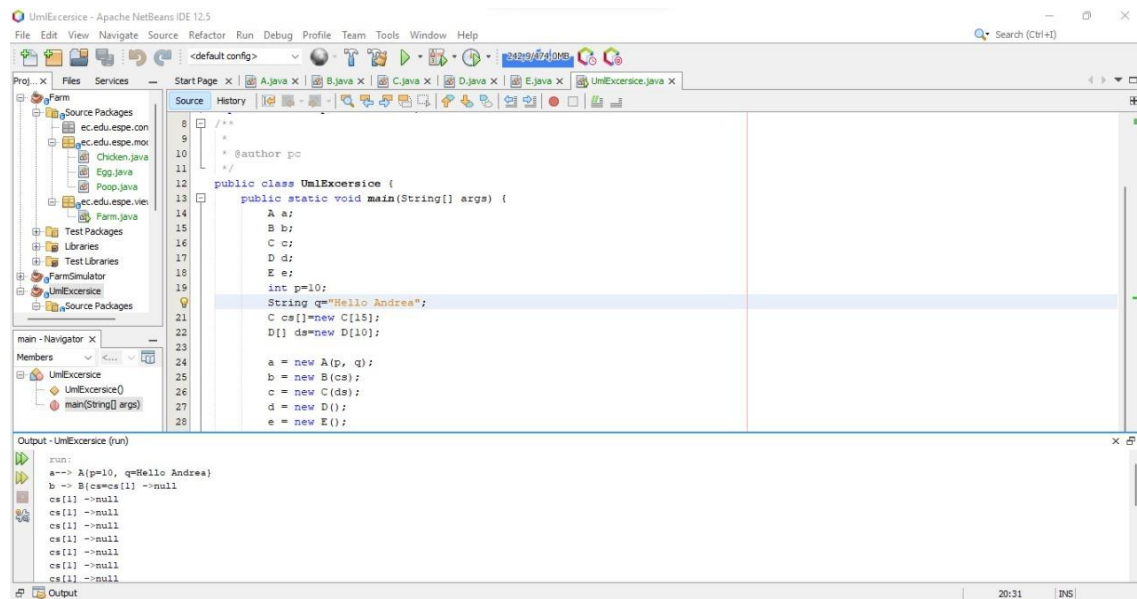 UmlExcersice - Apache NetBeans IDE 12.5
File Edit View Navigate Source Refactor Run Debug Profile Team Tools Window Help
Search (Ctrl+I)
<default config>
Proj... X Files Services
Start Page X A.java X B.java X C.java X D.java X E.java X UmlExcersice.java X
Source History
Farm
Source Packages
ec.edu.espe.con
ec.edu.espe.moc
Chicken.java
Egg.java
Poop.java
ec.edu.espe.vie
Farm.java
Test Packages
Libraries
Test Libraries
FarmSimulator
UmlExcersice
Source Packages
main - Navigator X
Members <...
UmlExcersice
UmlExcersice()
main(String[] args)
8 /**
9 *
10 * @author pc
11 */
12 public class UmlExcersice {
13 public static void main(String[] args) {
14 A a;
15 B b;
16 C c;
17 D d;
18 E e;
19 int p=10;
String q="Hello Andrea";
21 C cs[]=new C[15];
22 D[] ds=new D[10];
23
24 a = new A(p, q);
25 b = new B(cs);
26 c = new C(ds);
27 d = new D();
28 e = new E();
Output - UmlExcersice (run)
run:
a--> A{p=10, q=Hello Andrea}
b -> B{cs=cs[1] ->null
cs[1] ->null
cs[1] ->null
cs[1] ->null
cs[1] ->null
cs[1] ->null
cs[1] ->null
cs[1] ->null
Output
20:31 INS